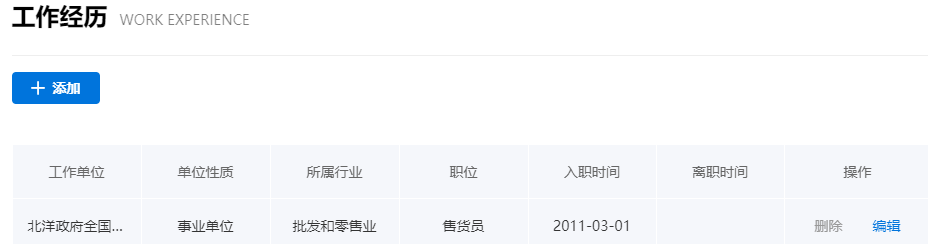 工作经历 WORK EXPERIENCE
添加
工作单位 单位性质 所属行业 职位 入职时间 离职时间 操作
北洋政府全国... 事业单位 批发和零售业 售货员 2011-03-01 删除 编辑